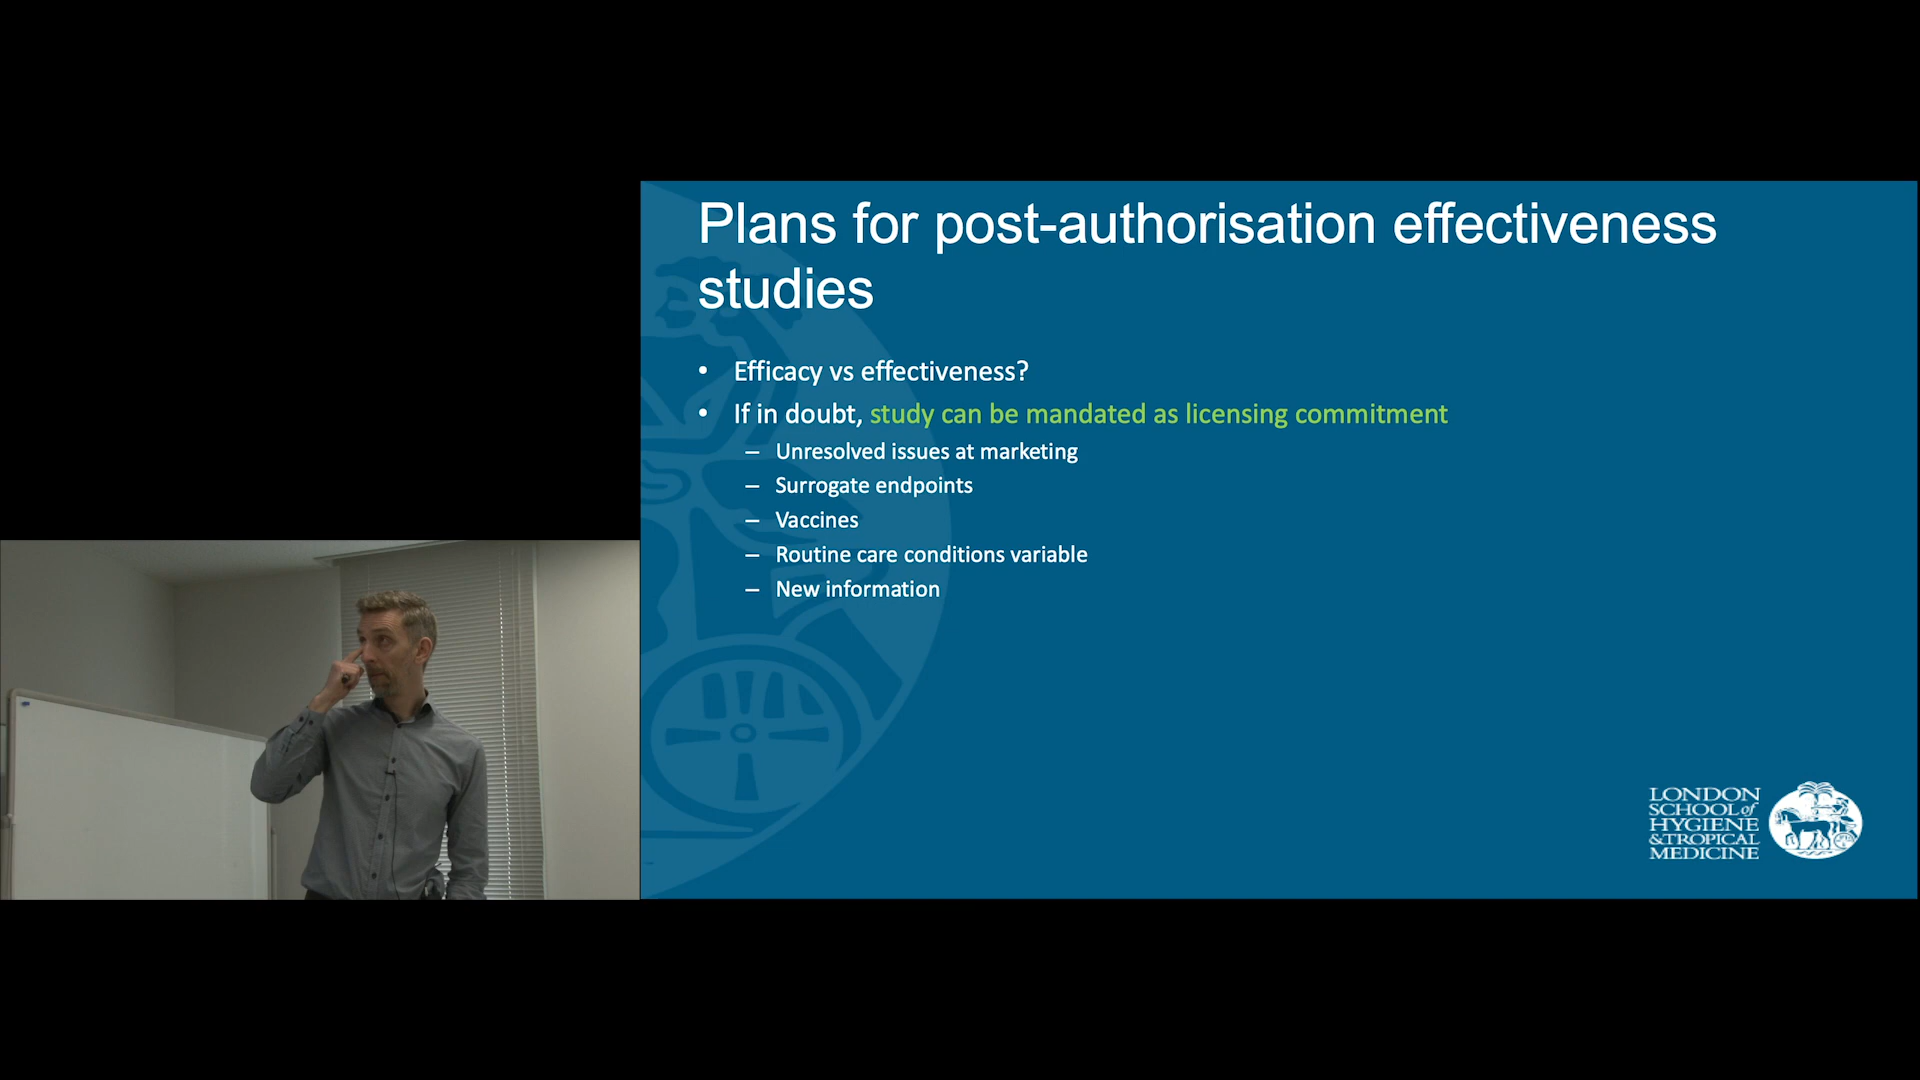 Plans for post-authorisation effectiveness
studies
• Efficacy vs effectiveness?
• If in doubt, study can be mandated as licensing commitment
– Unresolved issues at marketing
– Surrogate endpoints
– Vaccines
– Routine care conditions variable
– New information
LONDON
SCHOOL of
HYGIENE
&TROPICAL
MEDICINE